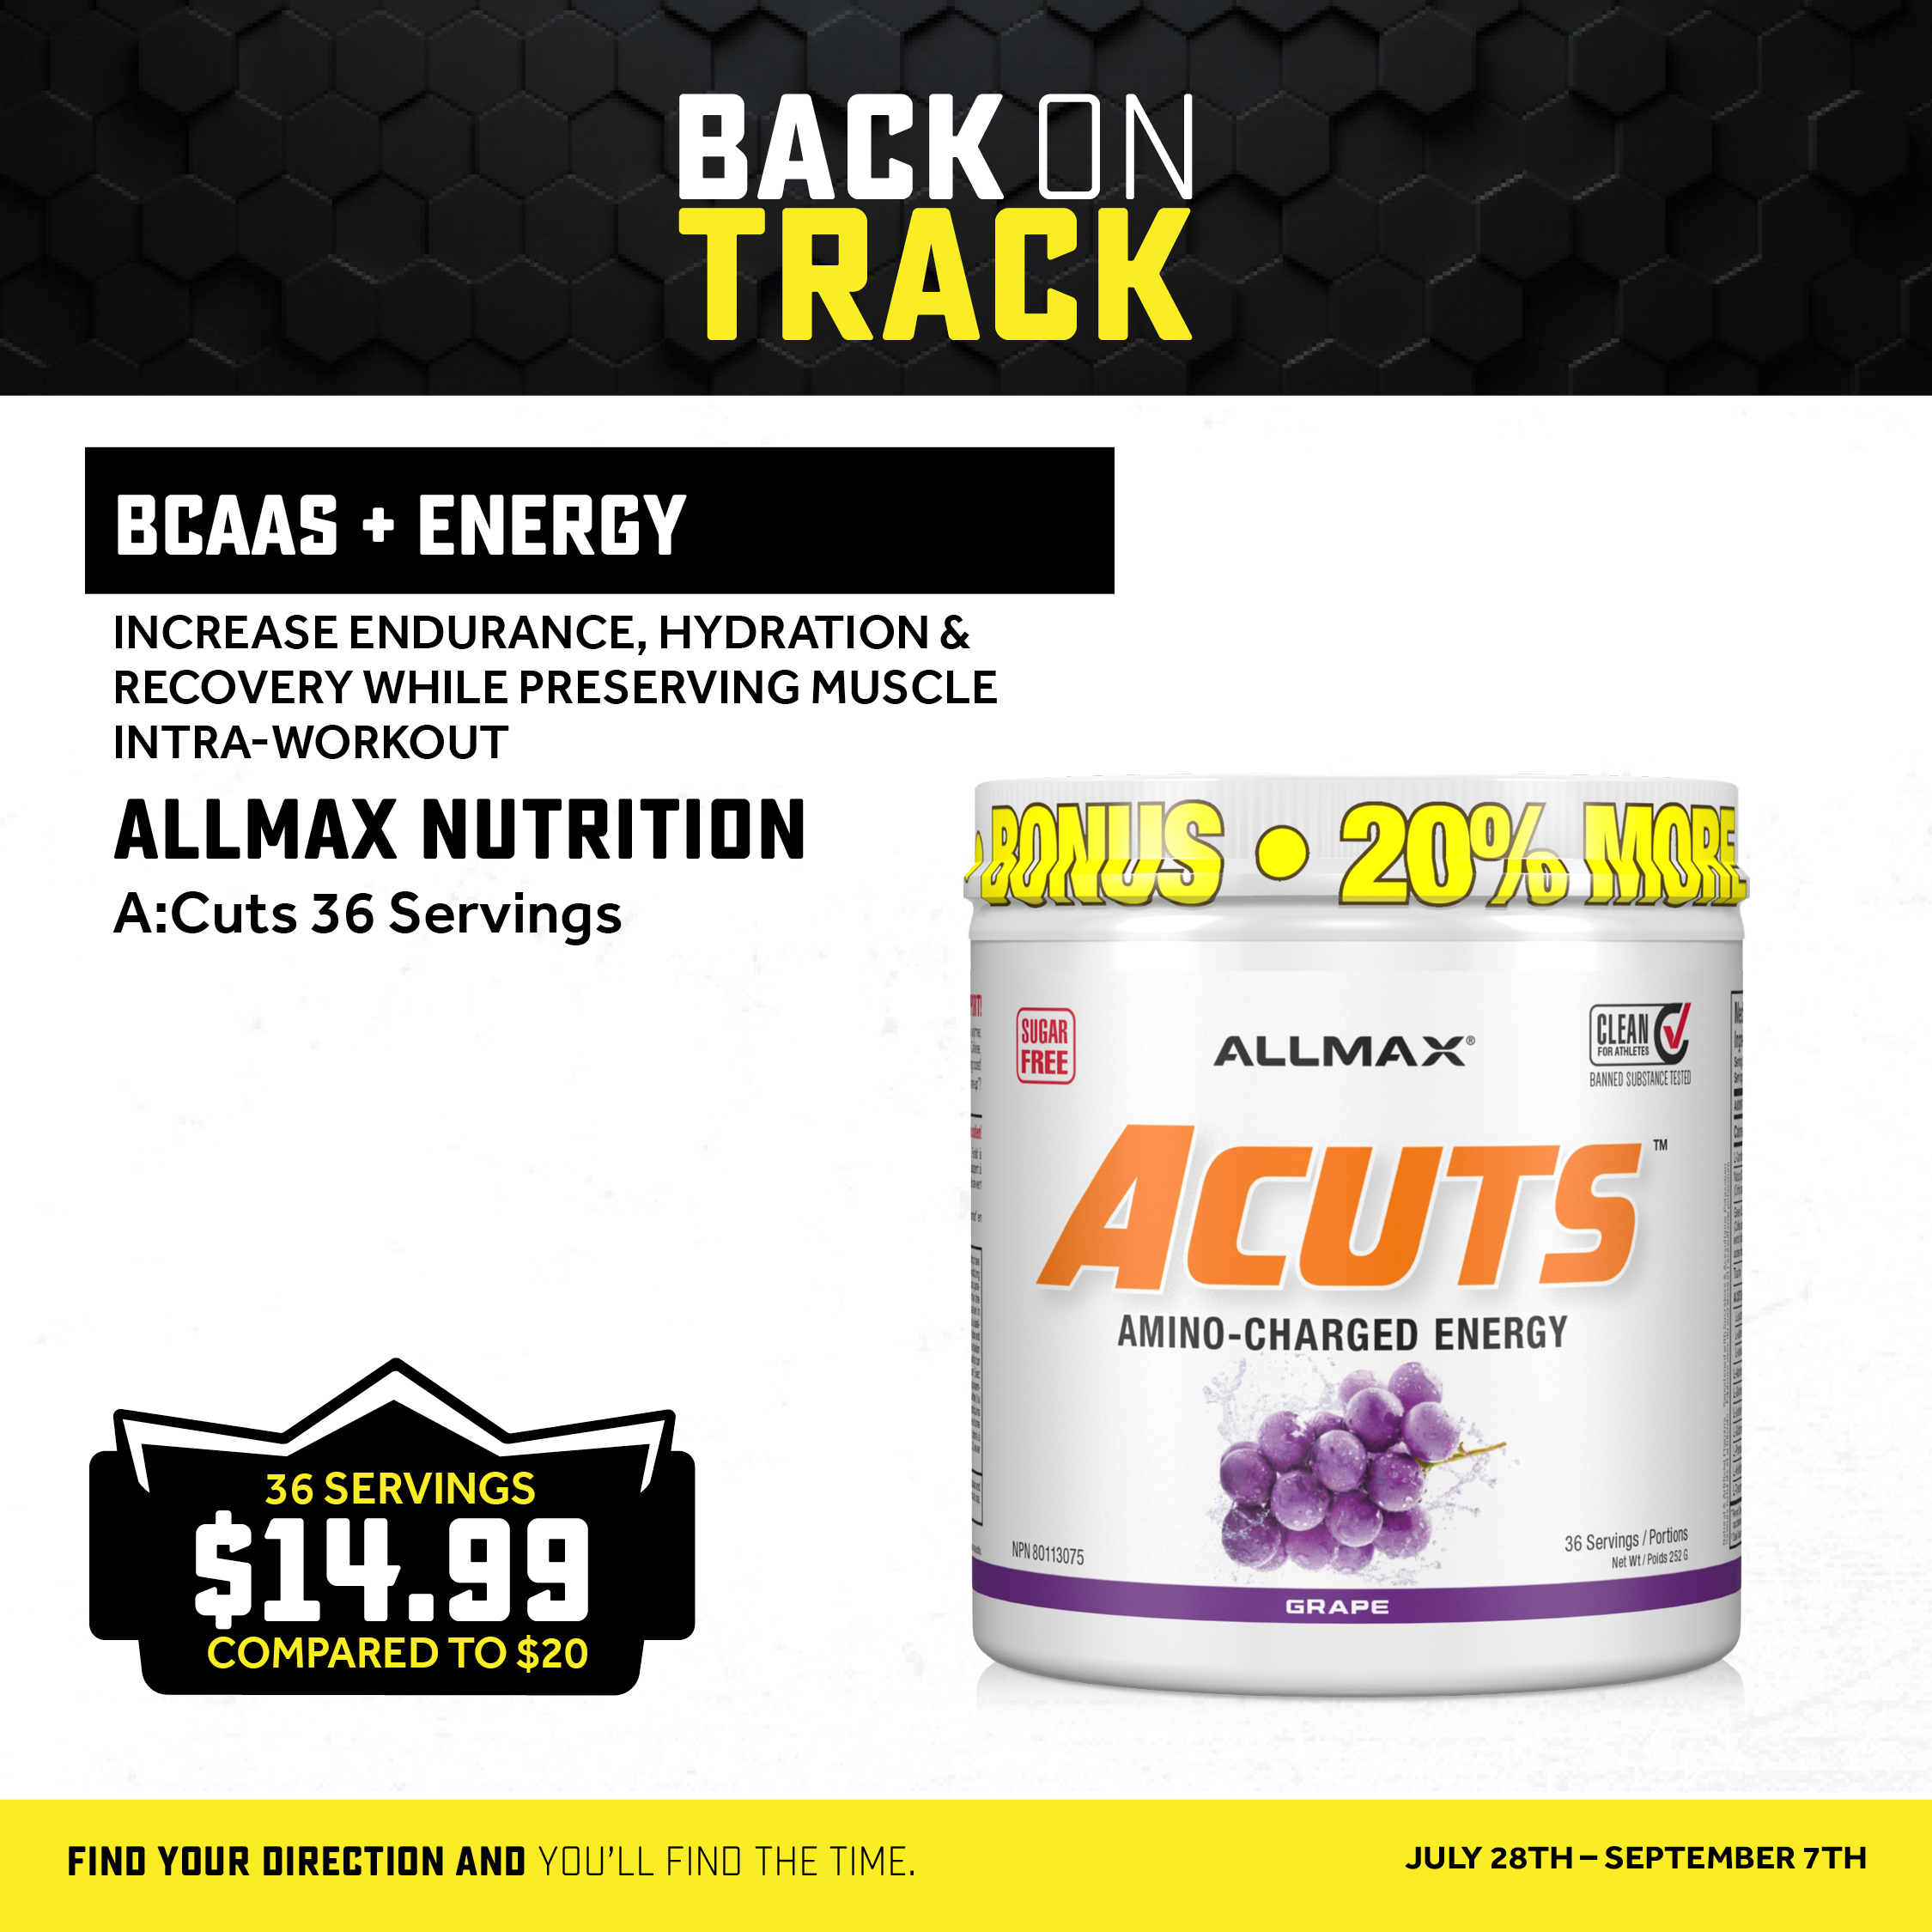 BACK ON
TRACK
BCAAS + ENERGY
INCREASE ENDURANCE, HYDRATION &
RECOVERY WHILE PRESERVING MUSCLE
INTRA-WORKOUT
ALLMAX NUTRITION
A:Cuts 36 Servings
BONUS • 20% MORE
SUGAR
FREE
ALLMAX®
CLEAN
FOR ATHLETES
BANNED SUBSTANCE TESTED
ACUTS™
AMINO-CHARGED ENERGY
NPN 80113075
36 Servings / Portions
Net Wt / Poids 252 G
GRAPE
36 SERVINGS
$14.99
COMPARED TO $20
FIND YOUR DIRECTION AND YOU'LL FIND THE TIME.
JULY 28TH – SEPTEMBER 7TH